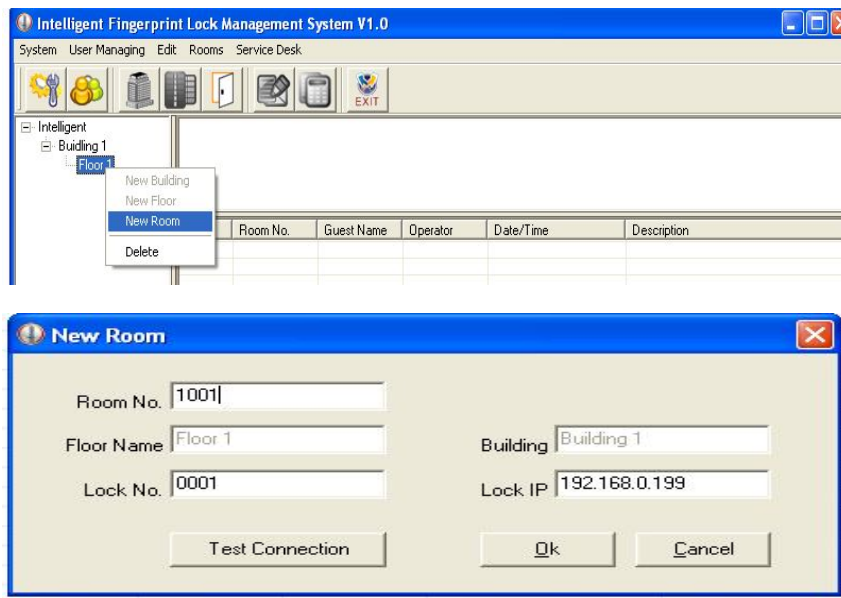 Intelligent Fingerprint Lock Management System V1.0
System User Managing Edit Rooms Service Desk
EXIT
Intelligent
Buidling 1
Floor 1
New Building
New Floor
New Room
Delete
Room No. Guest Name Operator Date/Time Description
New Room
Room No. 1001
Floor Name Floor 1 Building Building 1
Lock No. 0001 Lock IP 192.168.0.199
Test Connection Ok Cancel